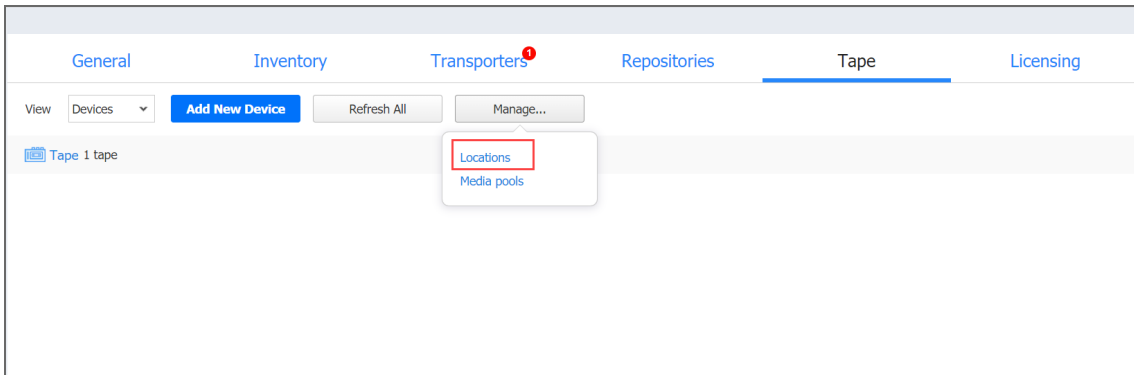 General Inventory Transporters 1 Repositories Tape Licensing
View Devices Add New Device Refresh All Manage...
Tape 1 tape
Locations
Media pools